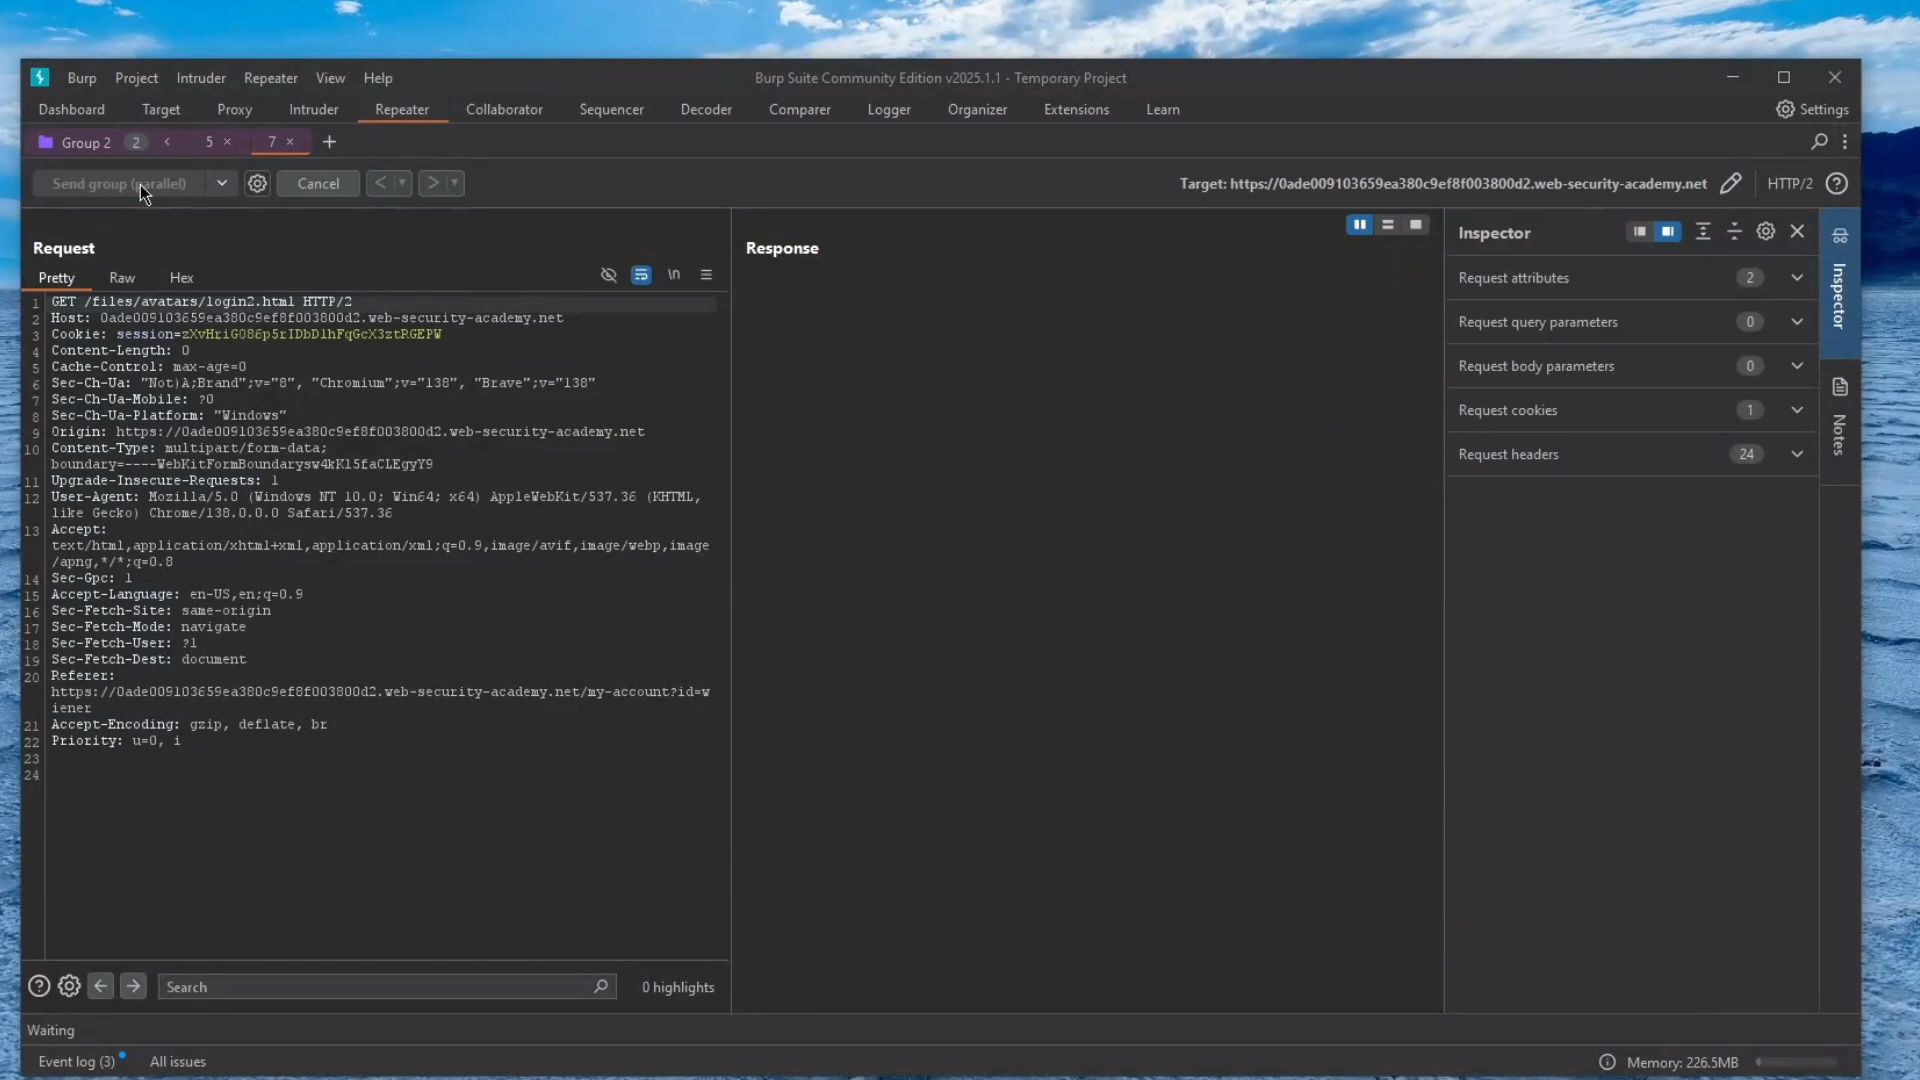 Burp Project Intruder Repeater View Help Burp Suite Community Edition v2025.1.1 - Temporary Project
Dashboard Target Proxy Intruder Repeater Collaborator Sequencer Decoder Comparer Logger Organizer Extensions Learn Settings
Group 2 2 < 5 × 7 × +
Send group (parallel) Cancel < > Target: https://0ade009103659ea380c9ef8f003800d2.web-security-academy.net HTTP/2
Request
Pretty Raw Hex \n
1 GET /files/avatars/login2.html HTTP/2
2 Host: 0ade009103659ea380c9ef8f003800d2.web-security-academy.net
3 Cookie: session=zXvHriG086p5rIDbDlhFqGcX3ztRGEPW
4 Content-Length: 0
5 Cache-Control: max-age=0
6 Sec-Ch-Ua: "Not)A;Brand";v="8", "Chromium";v="138", "Brave";v="138"
7 Sec-Ch-Ua-Mobile: ?0
8 Sec-Ch-Ua-Platform: "Windows"
9 Origin: https://0ade009103659ea380c9ef8f003800d2.web-security-academy.net
10 Content-Type: multipart/form-data;
boundary=----WebKitFormBoundarysw4kKl5faCLEgyY9
11 Upgrade-Insecure-Requests: 1
12 User-Agent: Mozilla/5.0 (Windows NT 10.0; Win64; x64) AppleWebKit/537.36 (KHTML,
like Gecko) Chrome/138.0.0.0 Safari/537.36
13 Accept:
text/html,application/xhtml+xml,application/xml;q=0.9,image/avif,image/webp,image
/apng,*/*;q=0.8
14 Sec-Gpc: 1
15 Accept-Language: en-US,en;q=0.9
16 Sec-Fetch-Site: same-origin
17 Sec-Fetch-Mode: navigate
18 Sec-Fetch-User: ?1
19 Sec-Fetch-Dest: document
20 Referer:
https://0ade009103659ea380c9ef8f003800d2.web-security-academy.net/my-account?id=w
iener
21 Accept-Encoding: gzip, deflate, br
22 Priority: u=0, i
23
24
Search 0 highlights
Response
Inspector
Request attributes 2
Request query parameters 0
Request body parameters 0
Request cookies 1
Request headers 24
Inspector
Notes
Waiting
Event log (3) All issues Memory: 226.5MB